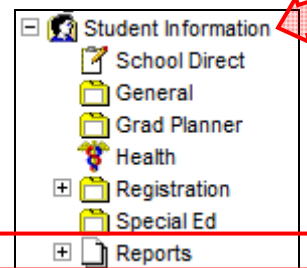 Student Information
School Direct
General
Grad Planner
Health
Registration
Special Ed
Reports